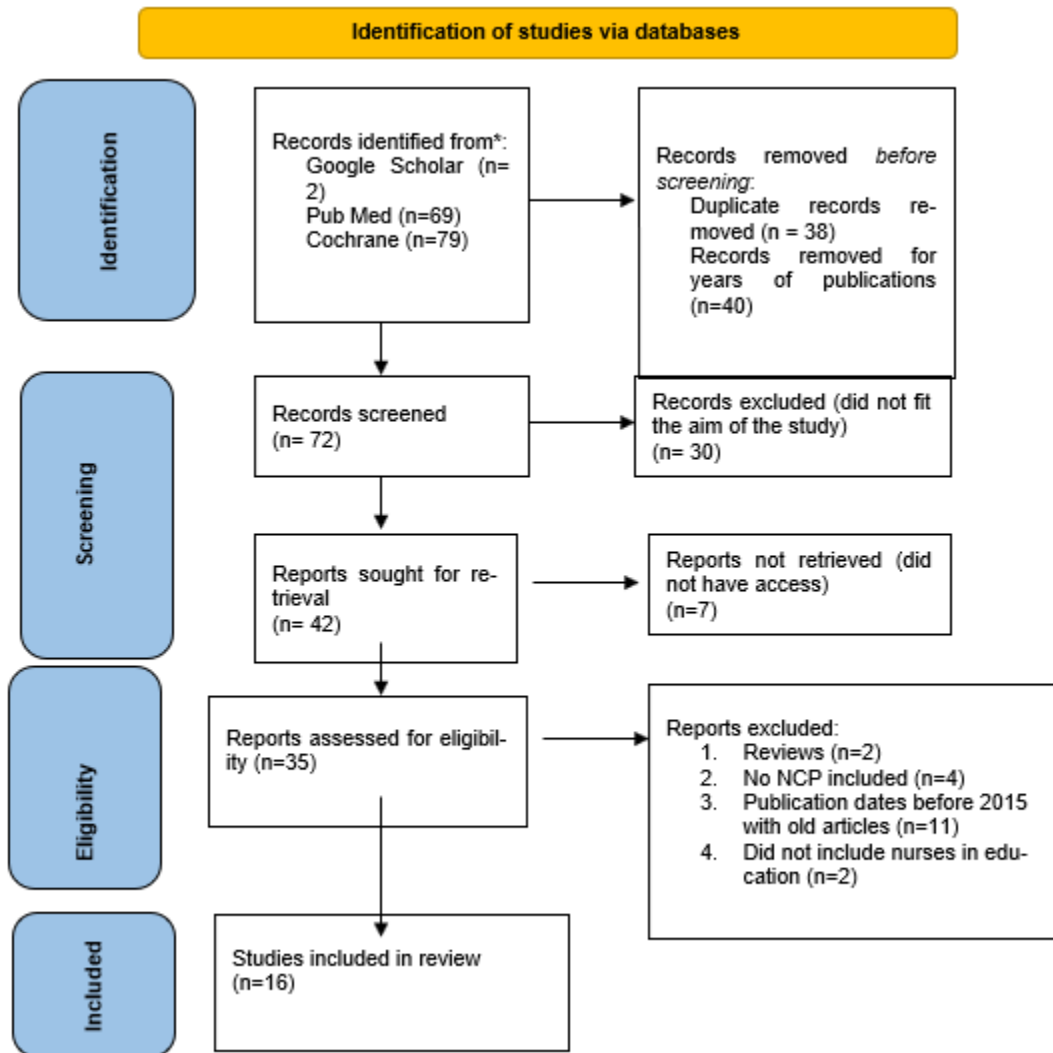 Identification of studies via databases
Identification
Records identified from*:
Google Scholar (n=
2)
Pub Med (n=69)
Cochrane (n=79)
Records removed before
screening:
Duplicate records re-
moved (n = 38)
Records removed for
years of publications
(n=40)
Screening
Records screened
(n= 72)
Records excluded (did not fit
the aim of the study)
(n= 30)
Reports sought for re-
trieval
(n= 42)
Reports not retrieved (did
not have access)
(n=7)
Eligibility
Reports assessed for eligibil-
ity (n=35)
Reports excluded:
1. Reviews (n=2)
2. No NCP included (n=4)
3. Publication dates before 2015
with old articles (n=11)
4. Did not include nurses in edu-
cation (n=2)
Included
Studies included in review
(n=16)